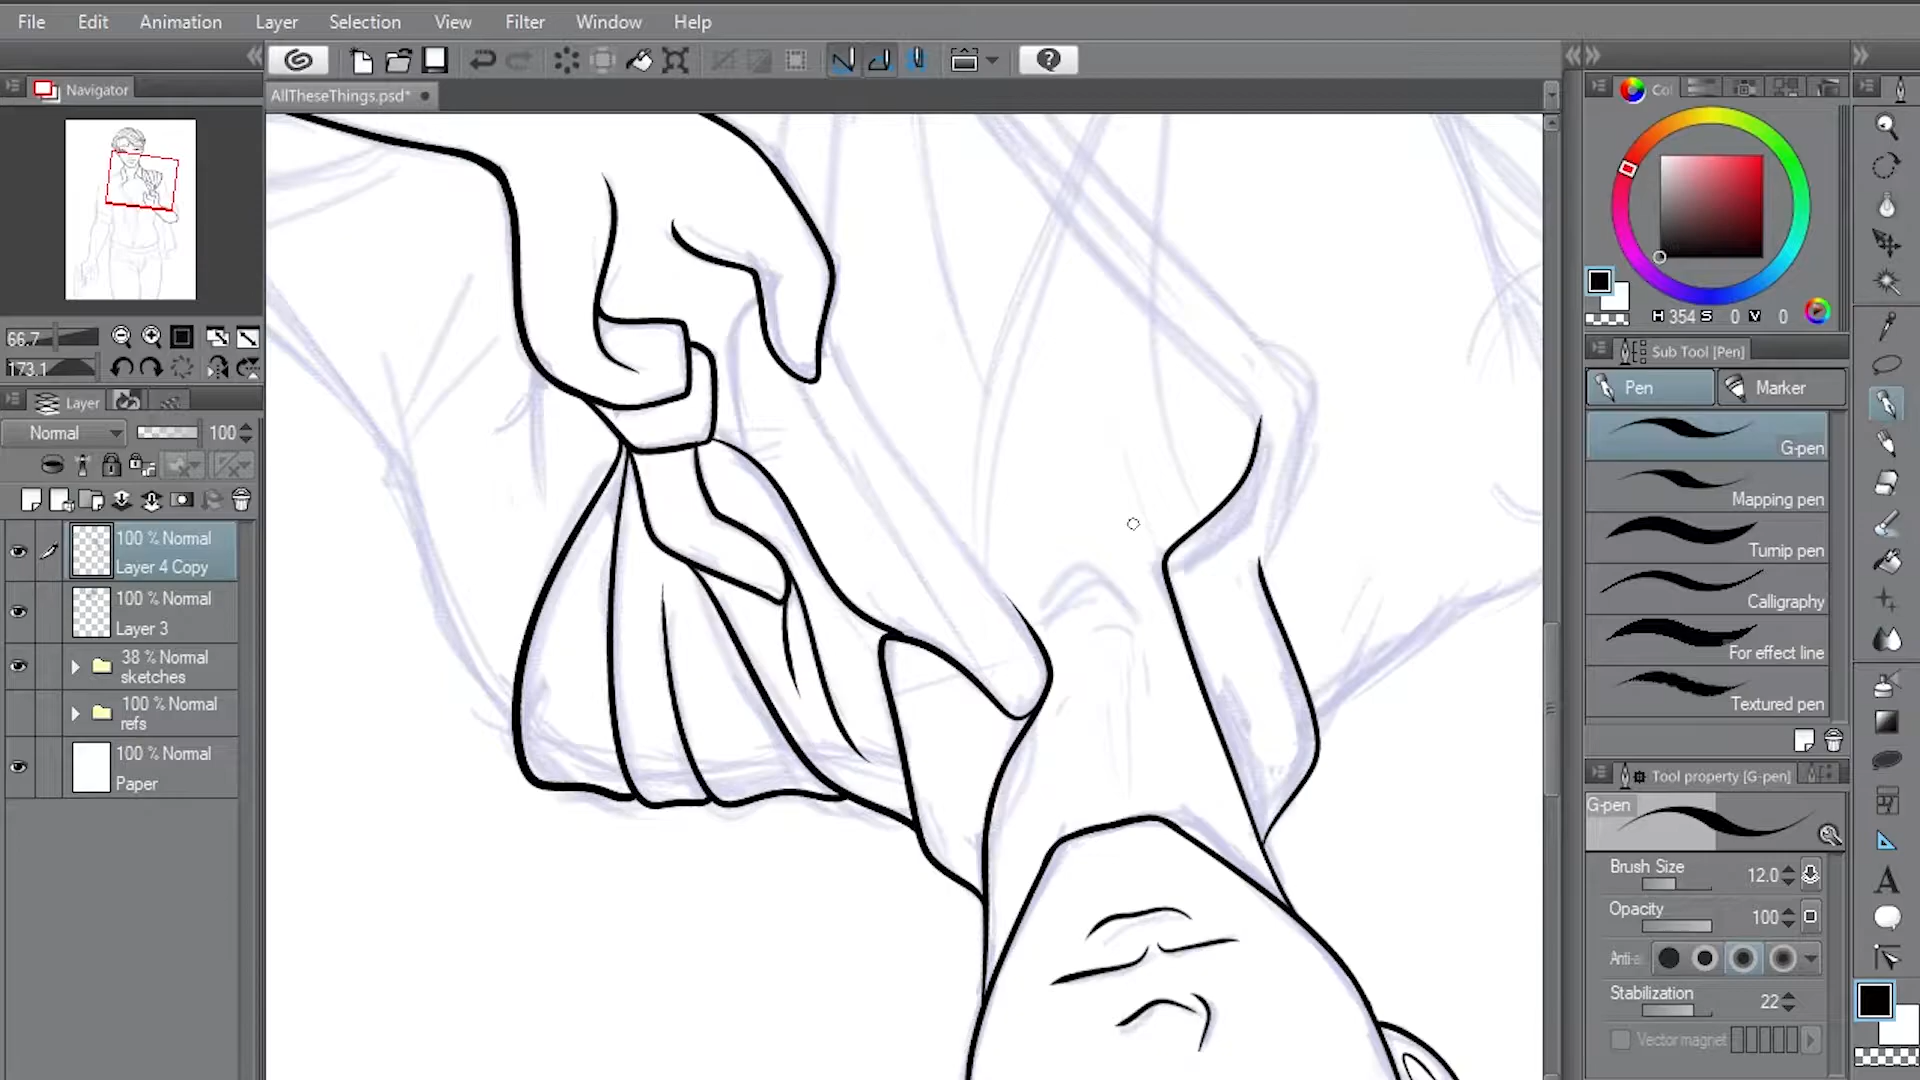 File Edit Animation Layer Selection View Filter Window Help
Navigator
AllTheseThings.psd*
Col
66.7
173.1
H 354 S 0 V 0
Sub Tool [Pen]
Layer
Pen Marker
Normal 100
G-pen
Mapping pen
Turnip pen
Calligraphy
For effect line
Textured pen
100 % Normal
Layer 4 Copy
100 % Normal
Layer 3
38 % Normal
sketches
100 % Normal
refs
100 % Normal
Paper
Tool property [G-pen]
G-pen
Brush Size 12.0
Opacity 100
Anti-a
Stabilization 22
Vector magnet